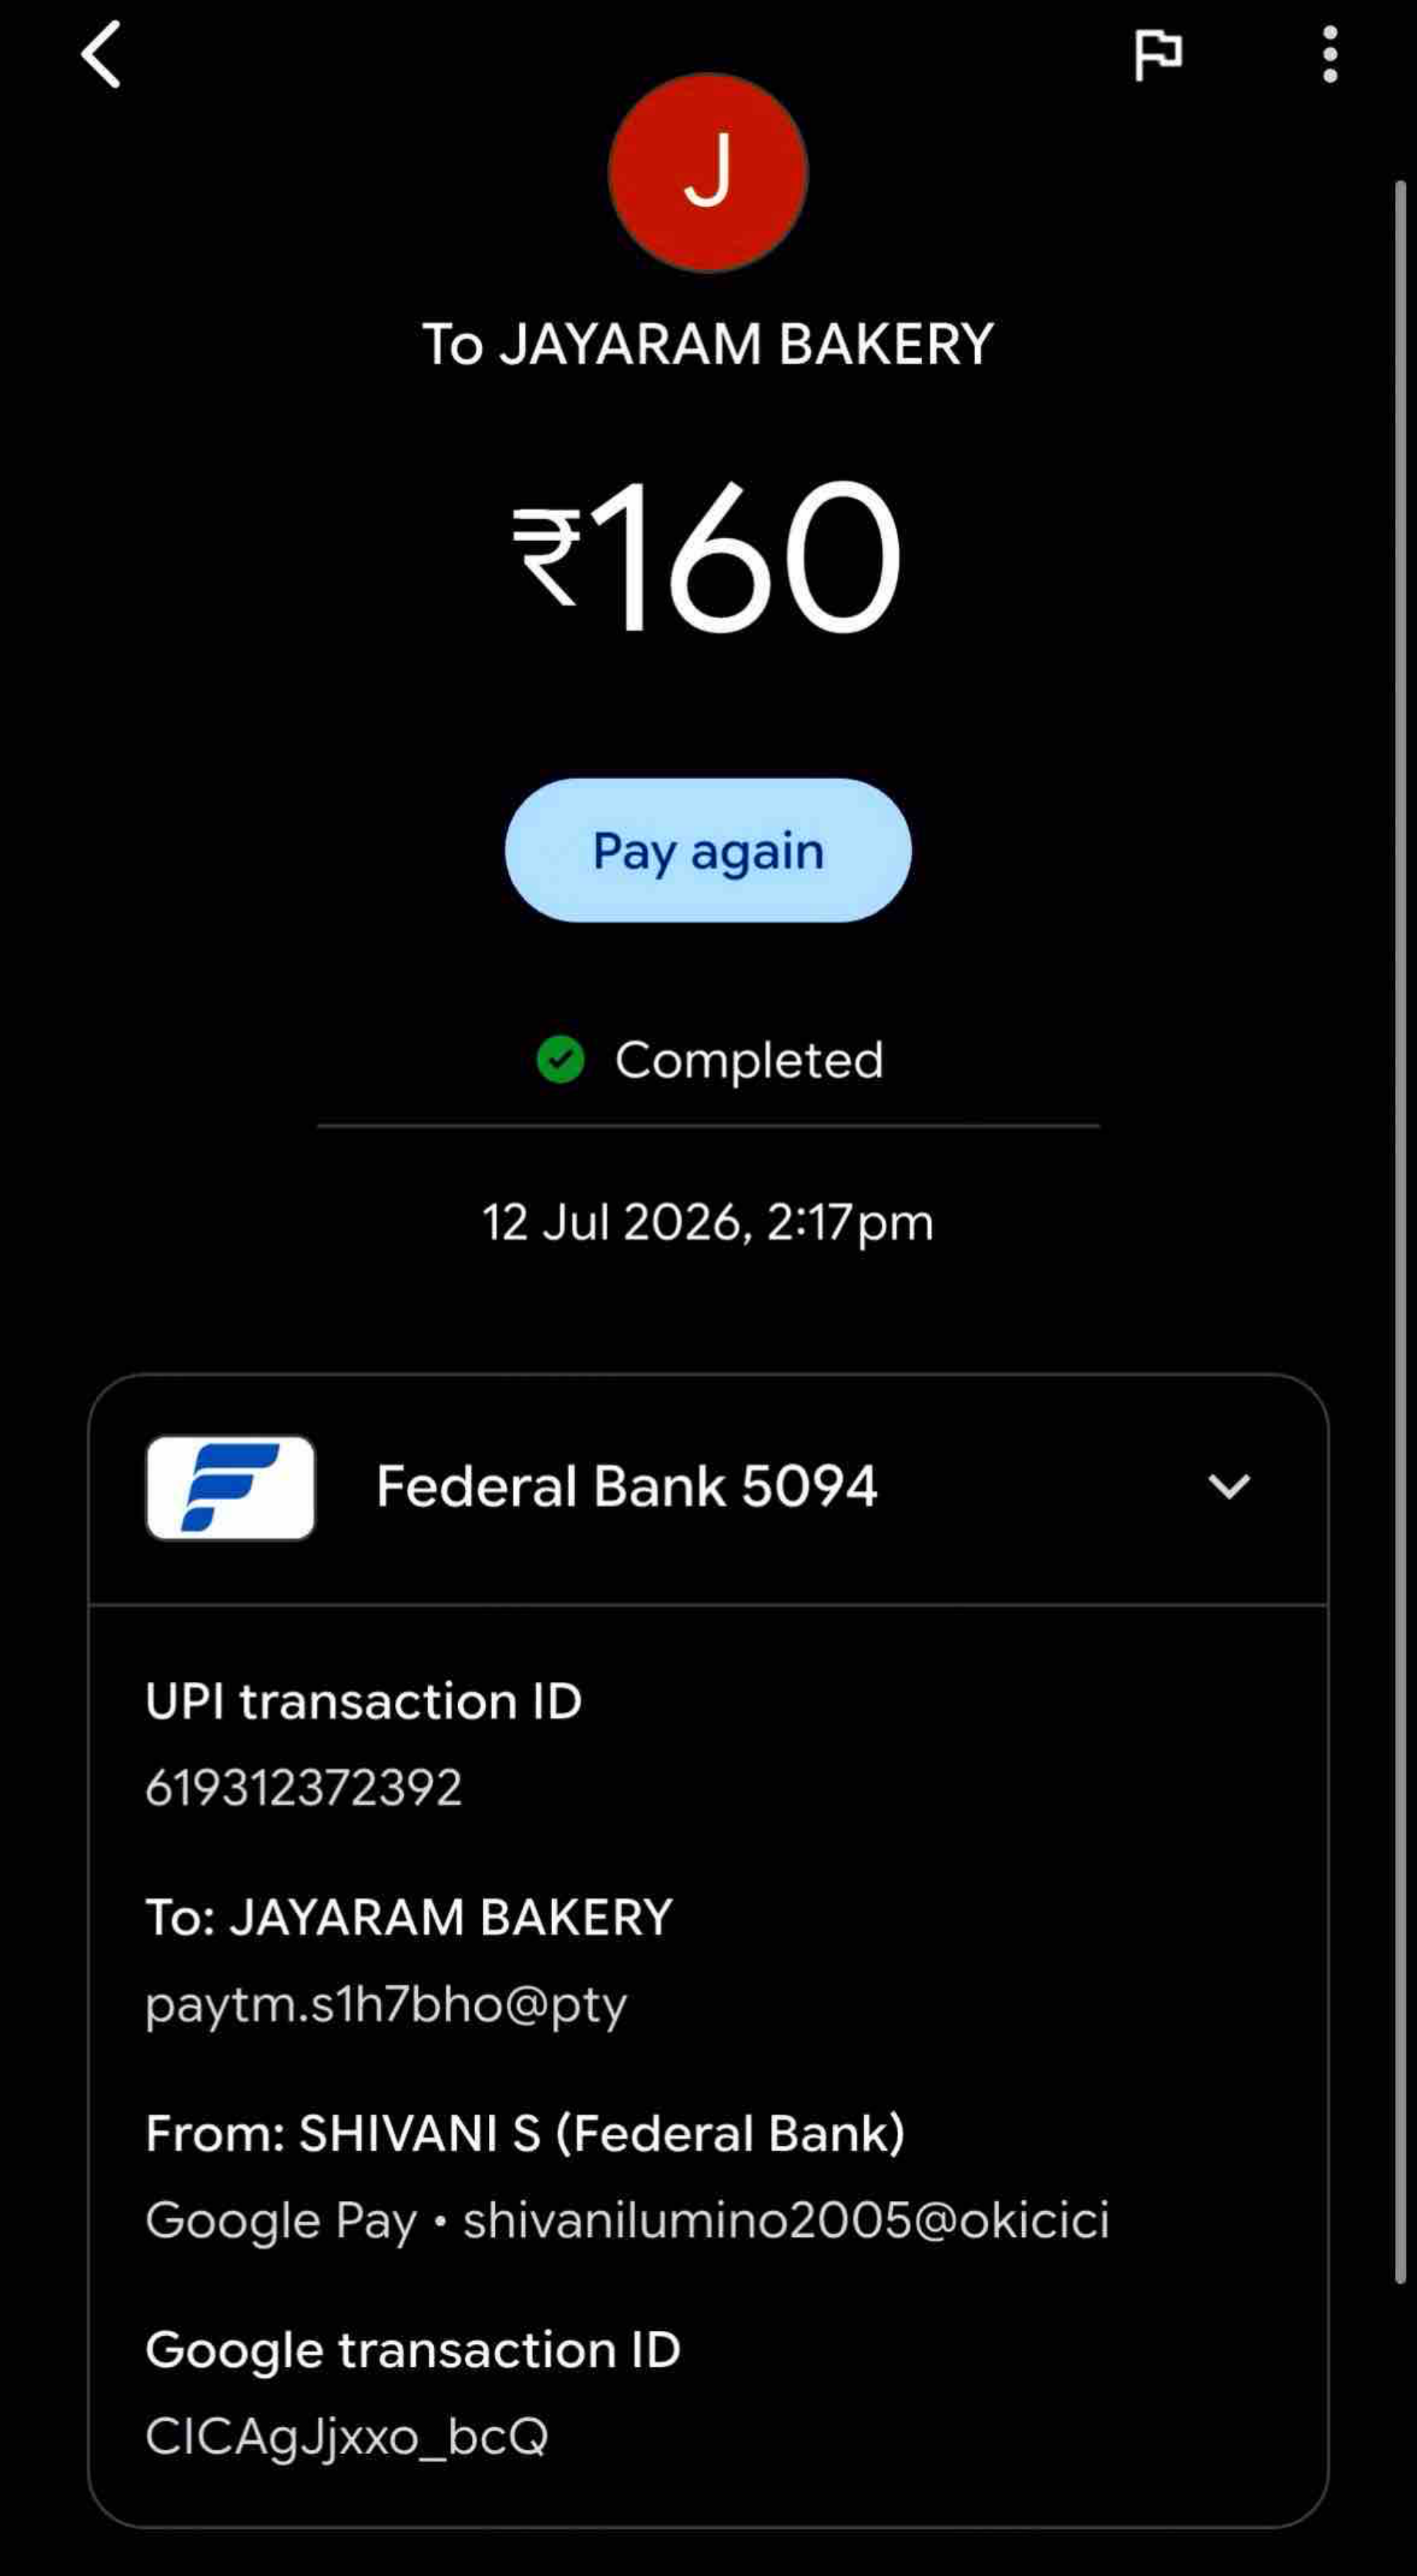 J
To JAYARAM BAKERY
₹160
Pay again
Completed
12 Jul 2026, 2:17pm
Federal Bank 5094
UPI transaction ID
619312372392
To: JAYARAM BAKERY
paytm.s1h7bho@pty
From: SHIVANI S (Federal Bank)
Google Pay • shivanilumino2005@okicici
Google transaction ID
CICAgJjxxo_bcQ